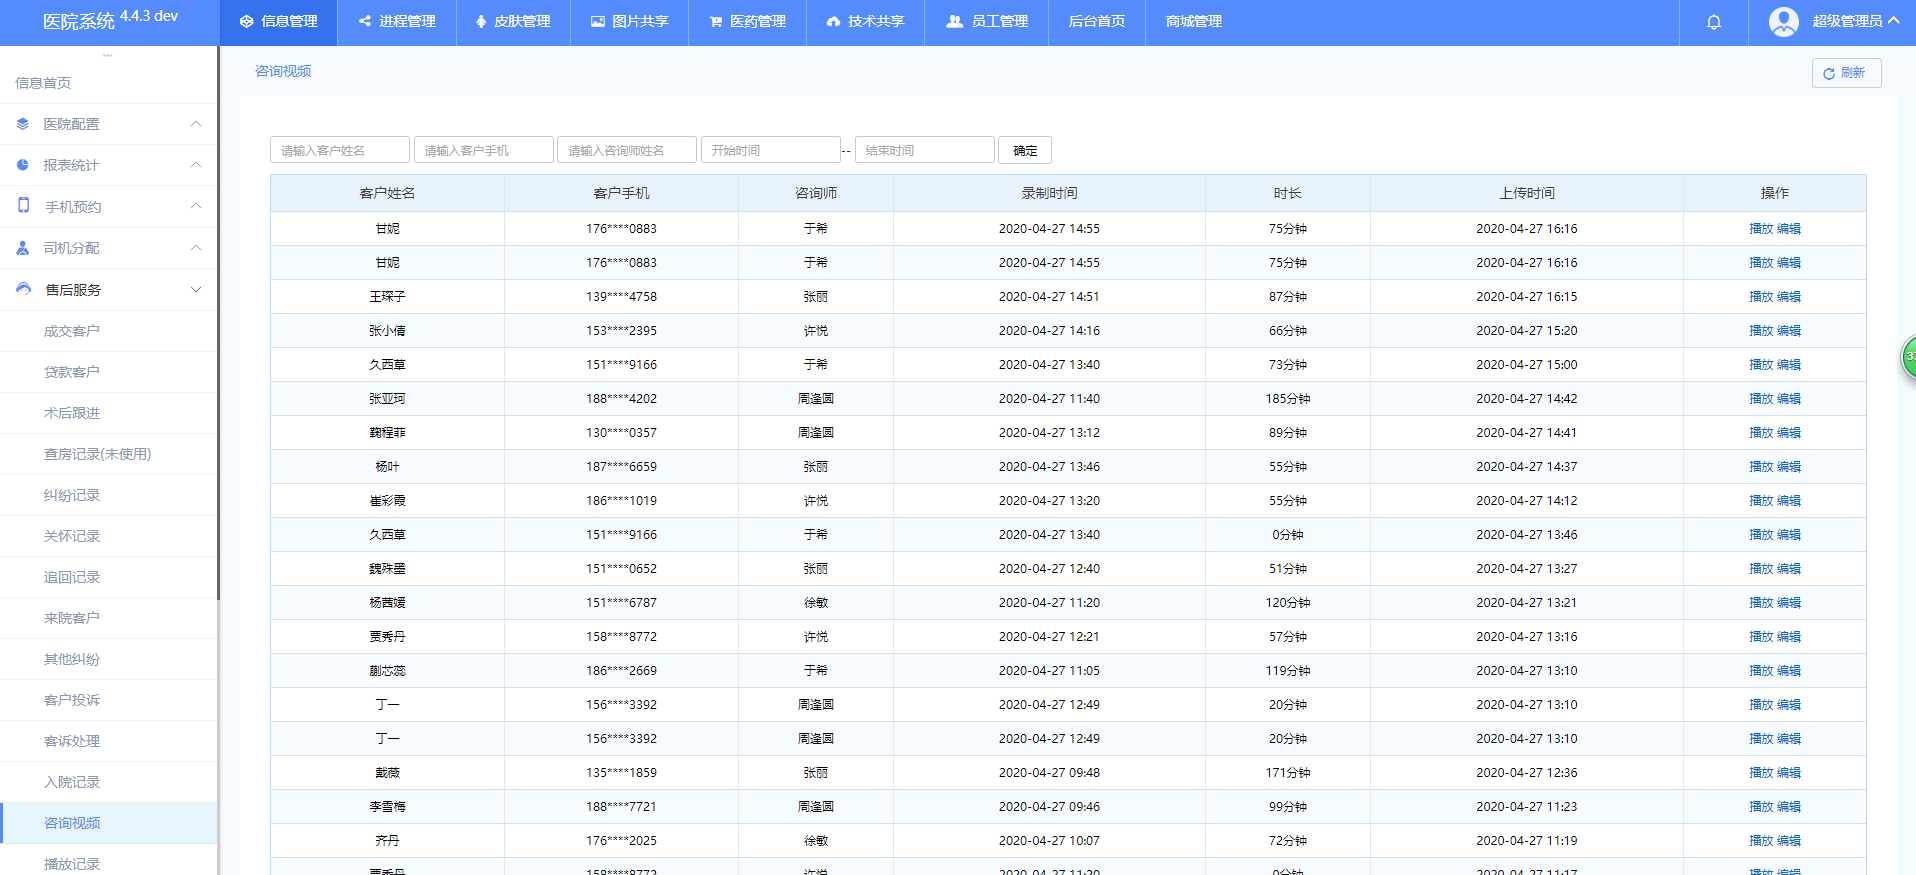 医院系统 4.4.3 dev
信息管理 进程管理 皮肤管理 图片共享 医药管理 技术共享 员工管理 后台首页 商城管理 超级管理员
信息首页
医院配置
报表统计
手机预约
司机分配
售后服务
成交客户
贷款客户
术后跟进
查房记录(未使用)
纠纷记录
关怀记录
追回记录
来院客户
其他纠纷
客户投诉
客诉处理
入院记录
咨询视频
播放记录
咨询视频 刷新
请输入客户姓名 请输入客户手机 请输入咨询师姓名 开始时间 -- 结束时间 确定
客户姓名 客户手机 咨询师 录制时间 时长 上传时间 操作
甘妮 176****0883 于希 2020-04-27 14:55 75分钟 2020-04-27 16:16 播放 编辑
甘妮 176****0883 于希 2020-04-27 14:55 75分钟 2020-04-27 16:16 播放 编辑
王琛子 139****4758 张丽 2020-04-27 14:51 87分钟 2020-04-27 16:15 播放 编辑
张小倩 153****2395 许悦 2020-04-27 14:16 66分钟 2020-04-27 15:20 播放 编辑
久西草 151****9166 于希 2020-04-27 13:40 73分钟 2020-04-27 15:00 播放 编辑
张亚珂 188****4202 周逢圆 2020-04-27 11:40 185分钟 2020-04-27 14:42 播放 编辑
鞠程菲 130****0357 周逢圆 2020-04-27 13:12 89分钟 2020-04-27 14:41 播放 编辑
杨叶 187****6659 张丽 2020-04-27 13:46 55分钟 2020-04-27 14:37 播放 编辑
崔彩霞 186****1019 许悦 2020-04-27 13:20 55分钟 2020-04-27 14:12 播放 编辑
久西草 151****9166 于希 2020-04-27 13:40 0分钟 2020-04-27 13:46 播放 编辑
魏殊墨 151****0652 张丽 2020-04-27 12:40 51分钟 2020-04-27 13:27 播放 编辑
杨茜媛 151****6787 徐敏 2020-04-27 11:20 120分钟 2020-04-27 13:21 播放 编辑
贾秀丹 158****8772 许悦 2020-04-27 12:21 57分钟 2020-04-27 13:16 播放 编辑
蒯芯蕊 186****2669 于希 2020-04-27 11:05 119分钟 2020-04-27 13:10 播放 编辑
丁一 156****3392 周逢圆 2020-04-27 12:49 20分钟 2020-04-27 13:10 播放 编辑
丁一 156****3392 周逢圆 2020-04-27 12:49 20分钟 2020-04-27 13:10 播放 编辑
戴薇 135****1859 张丽 2020-04-27 09:48 171分钟 2020-04-27 12:36 播放 编辑
李雪梅 188****7721 周逢圆 2020-04-27 09:46 99分钟 2020-04-27 11:23 播放 编辑
齐丹 176****2025 徐敏 2020-04-27 10:07 72分钟 2020-04-27 11:19 播放 编辑
贾秀丹 158****8772 许悦 2020-04-27 11:20 0分钟 2020-04-27 11:17 播放 编辑